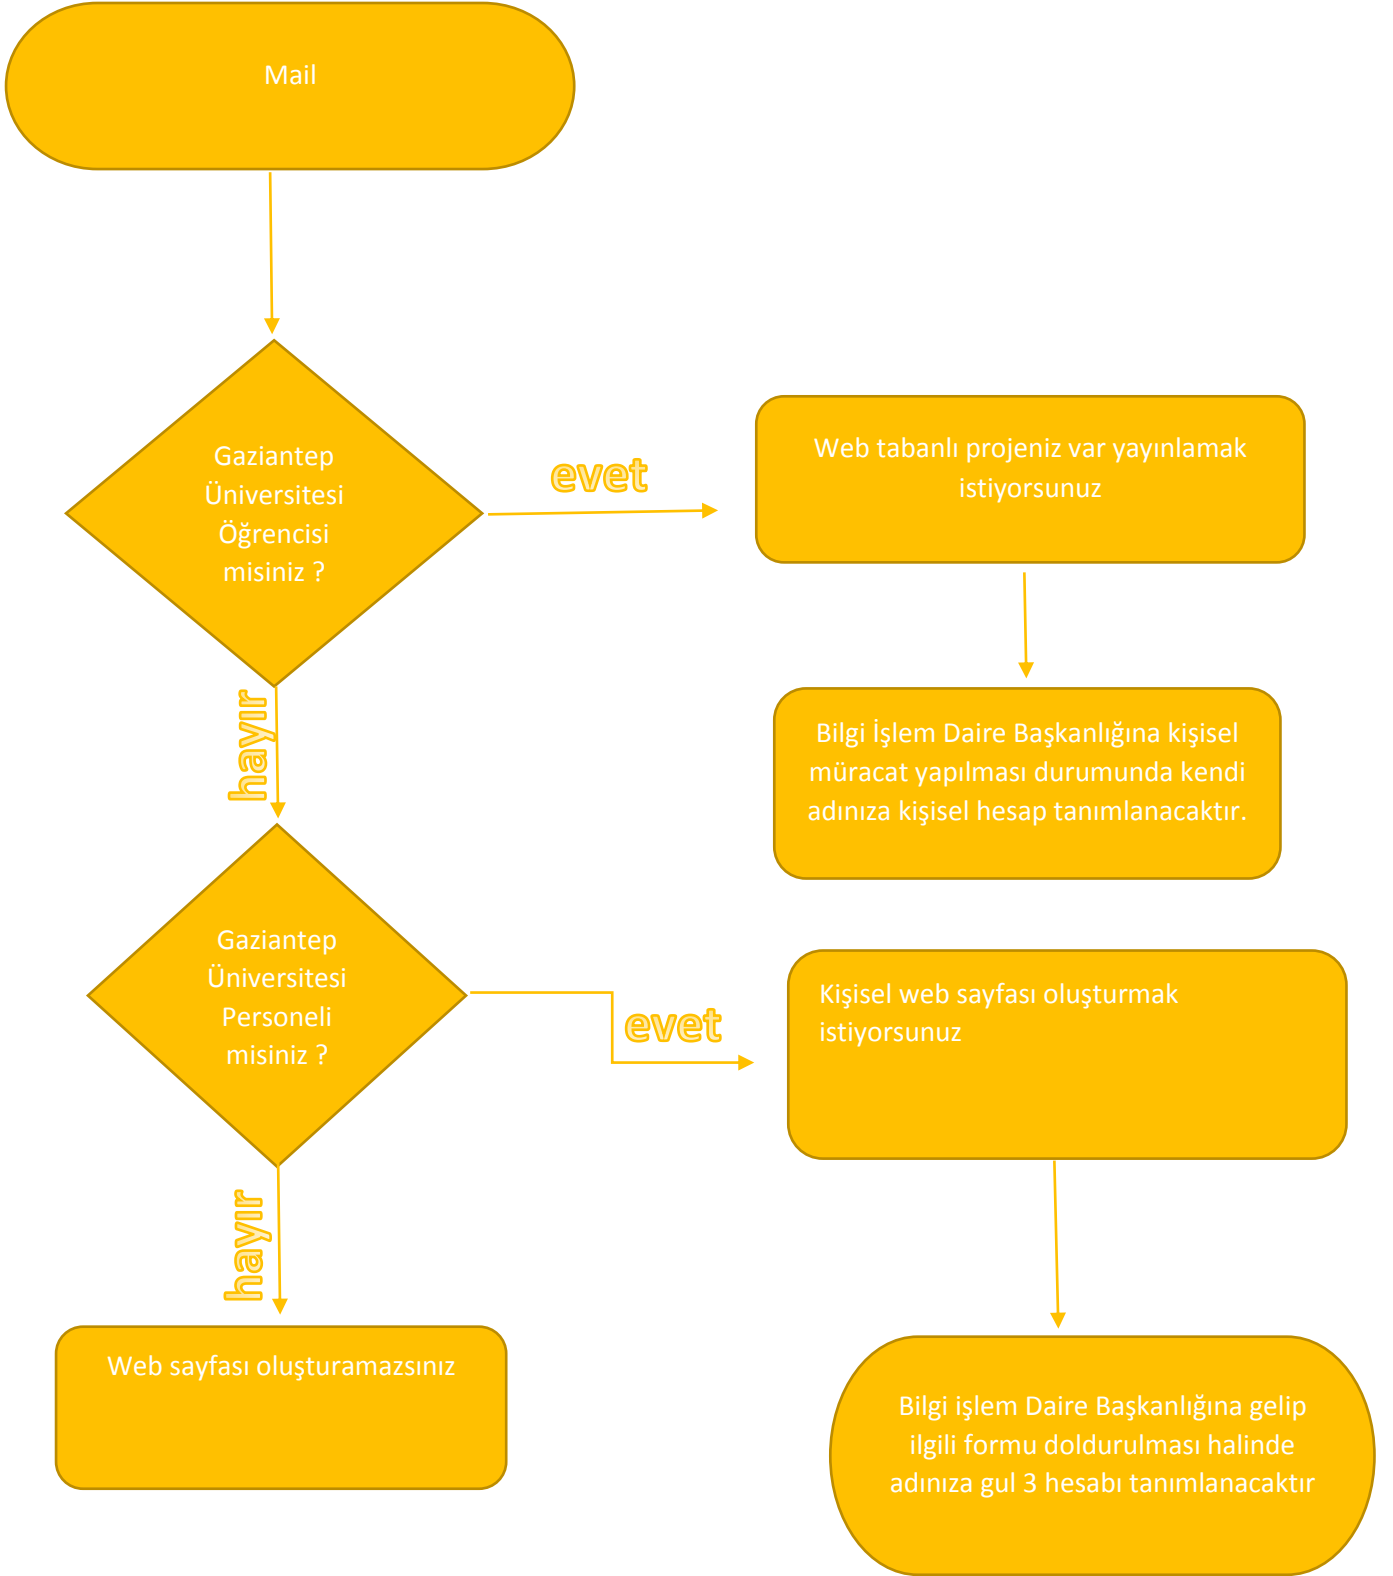 Mail
Gaziantep
Üniversitesi
Öğrencisi
misiniz ?
evet
Web tabanlı projeniz var yayınlamak
istiyorsunuz
hayır
Bilgi İşlem Daire Başkanlığına kişisel
müracat yapılması durumunda kendi
adınıza kişisel hesap tanımlanacaktır.
Gaziantep
Üniversitesi
Personeli
misiniz ?
evet
Kişisel web sayfası oluşturmak
istiyorsunuz
hayır
Web sayfası oluşturamazsınız
Bilgi işlem Daire Başkanlığına gelip
ilgili formu doldurulması halinde
adınıza gul 3 hesabı tanımlanacaktır